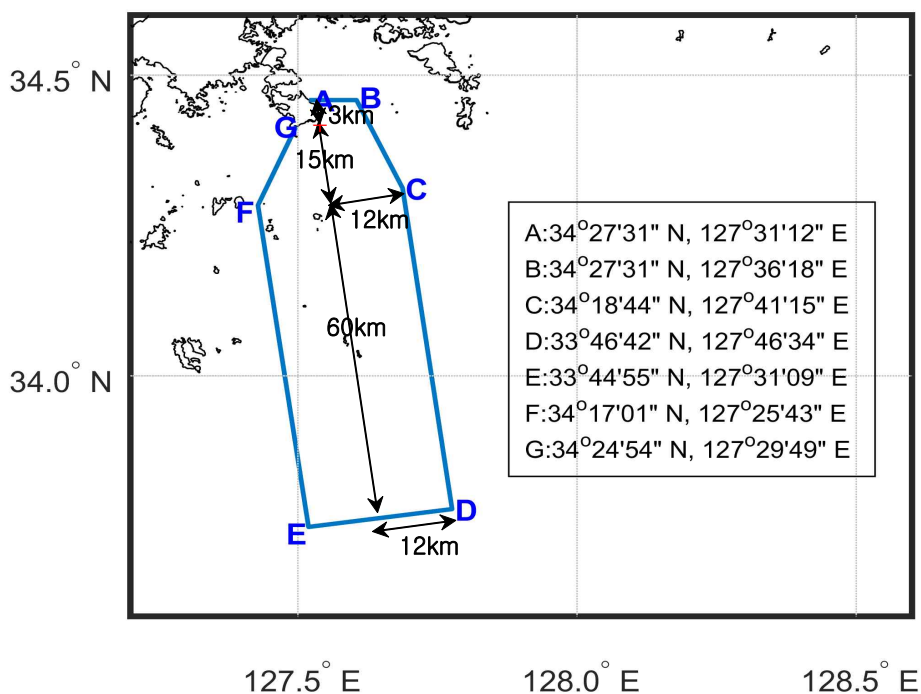 34.5° N
34.0° N
127.5° E
128.0° E
128.5° E
A
B
G
3km
15km
C
F
12km
60km
D
E
12km
A:34°27'31" N, 127°31'12" E
B:34°27'31" N, 127°36'18" E
C:34°18'44" N, 127°41'15" E
D:33°46'42" N, 127°46'34" E
E:33°44'55" N, 127°31'09" E
F:34°17'01" N, 127°25'43" E
G:34°24'54" N, 127°29'49" E